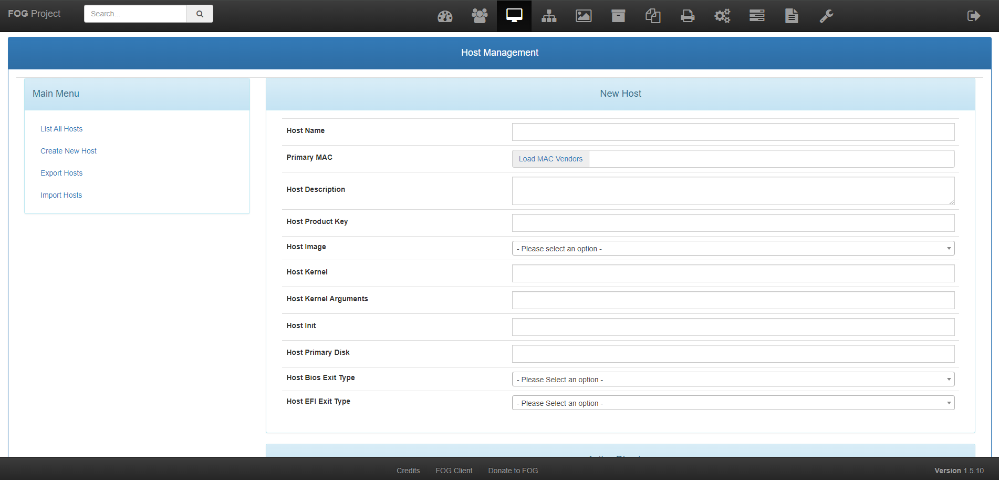 FOG Project
Search...
Host Management
Main Menu
List All Hosts
Create New Host
Export Hosts
Import Hosts
New Host
Host Name
Primary MAC
Load MAC Vendors
Host Description
Host Product Key
Host Image
- Please select an option -
Host Kernel
Host Kernel Arguments
Host Init
Host Primary Disk
Host Bios Exit Type
- Please Select an option -
Host EFI Exit Type
- Please Select an option -
Credits
FOG Client
Donate to FOG
Version 1.5.10